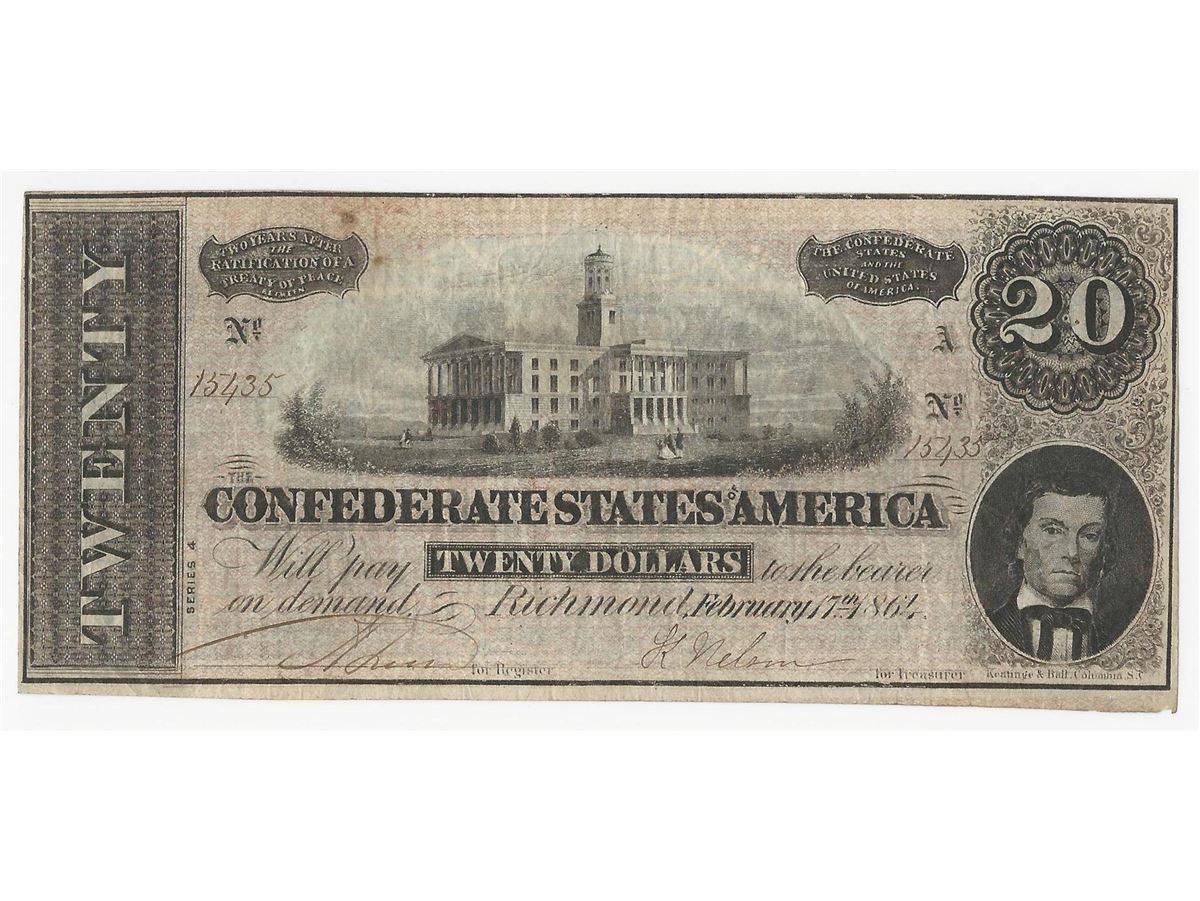 TWENTY
TWO YEARS AFTER
THE
RATIFICATION OF A
TREATY OF PEACE
BETWEEN
THE CONFEDERATE
STATES
AND THE
UNITED STATES
OF AMERICA.
20
No
15435
A
No
15435
THE
CONFEDERATE STATES OF AMERICA
SERIES 4
Will pay TWENTY DOLLARS to the bearer
on demand. Richmond, February 17th 1864.
for Register
Nelson
for Treasurer
Keatinge & Ball, Columbia, S.C.